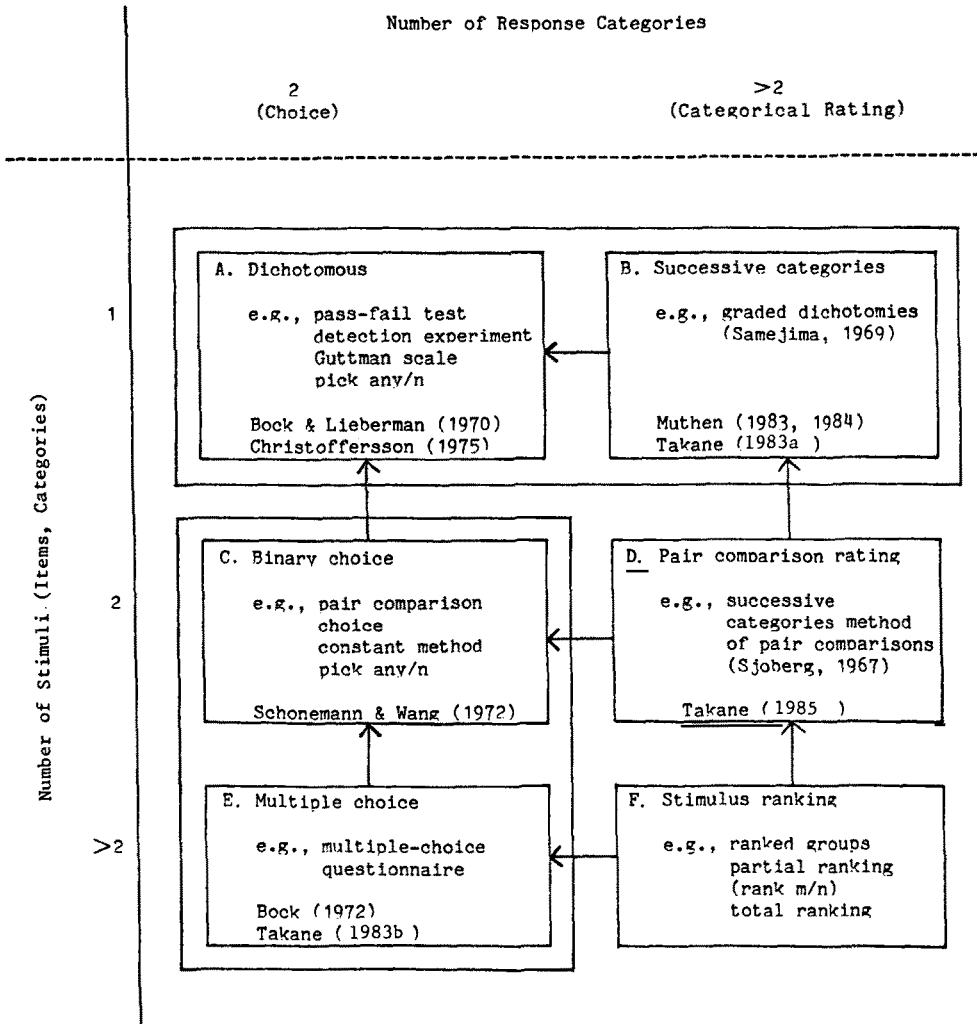 Number of Response Categories
2
(Choice)
>2
(Categorical Rating)
Number of Stimuli (Items, Categories)
1
A. Dichotomous
e.g., pass-fail test
detection experiment
Guttman scale
pick any/n
Bock & Lieberman (1970)
Christoffersson (1975)
B. Successive categories
e.g., graded dichotomies
(Samejima, 1969)
Muthen (1983, 1984)
Takane (1983a )
2
C. Binary choice
e.g., pair comparison
choice
constant method
pick any/n
Schonemann & Wang (1972)
D. Pair comparison rating
e.g., successive
categories method
of pair comparisons
(Sjoberg, 1967)
Takane (1985 )
>2
E. Multiple choice
e.g., multiple-choice
questionnaire
Bock (1972)
Takane (1983b)
F. Stimulus ranking
e.g., ranked groups
partial ranking
(rank m/n)
total ranking